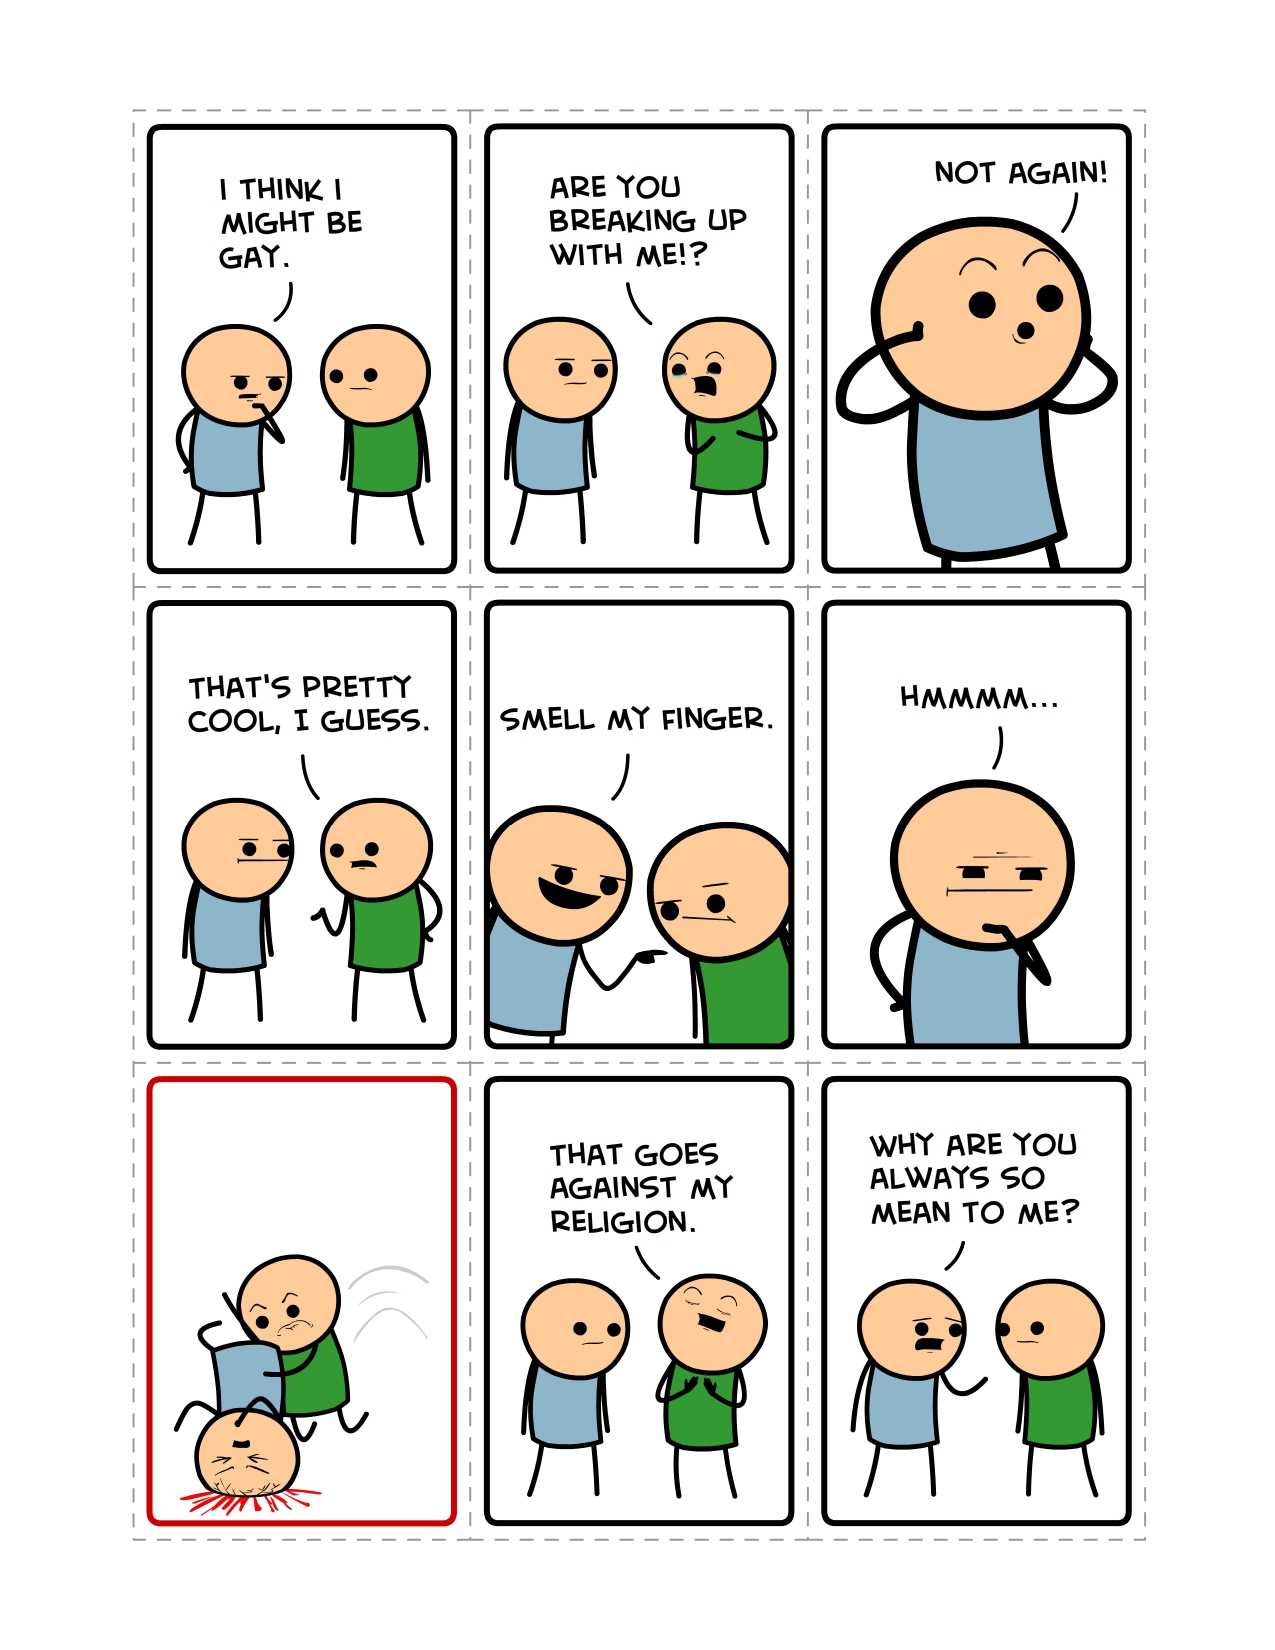 I THINK I
MIGHT BE
GAY.
ARE YOU
BREAKING UP
WITH ME!?
NOT AGAIN!
THAT'S PRETTY
COOL, I GUESS.
SMELL MY FINGER.
HMMMM...
THAT GOES
AGAINST MY
RELIGION.
WHY ARE YOU
ALWAYS SO
MEAN TO ME?